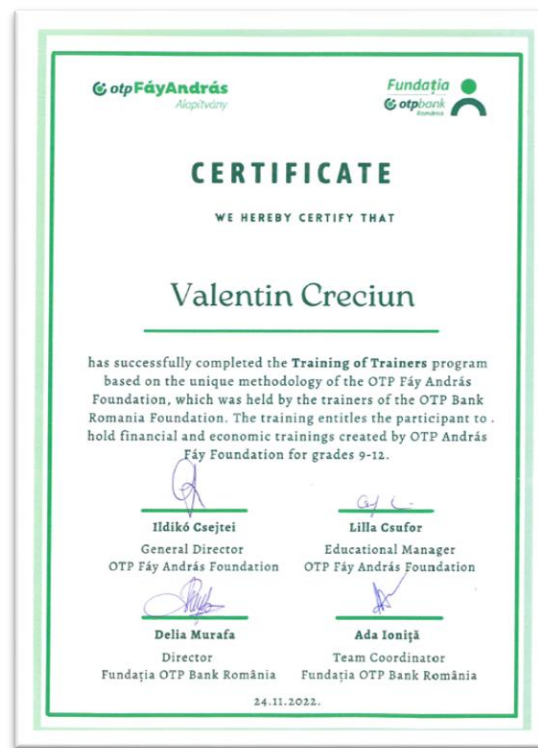 otp FáyAndrás
Alapítvány
Fundația
otpbank
România
CERTIFICATE
WE HEREBY CERTIFY THAT
Valentin Creciun
has successfully completed the Training of Trainers program
based on the unique methodology of the OTP Fáy András
Foundation, which was held by the trainers of the OTP Bank
Romania Foundation. The training entitles the participant to
hold financial and economic trainings created by OTP András
Fáy Foundation for grades 9-12.
Ildikó Csejtei
General Director
OTP Fáy András Foundation
Lilla Csufor
Educational Manager
OTP Fáy András Foundation
Delia Murafa
Director
Fundația OTP Bank România
Ada Ioniță
Team Coordinator
Fundația OTP Bank România
24.11.2022.